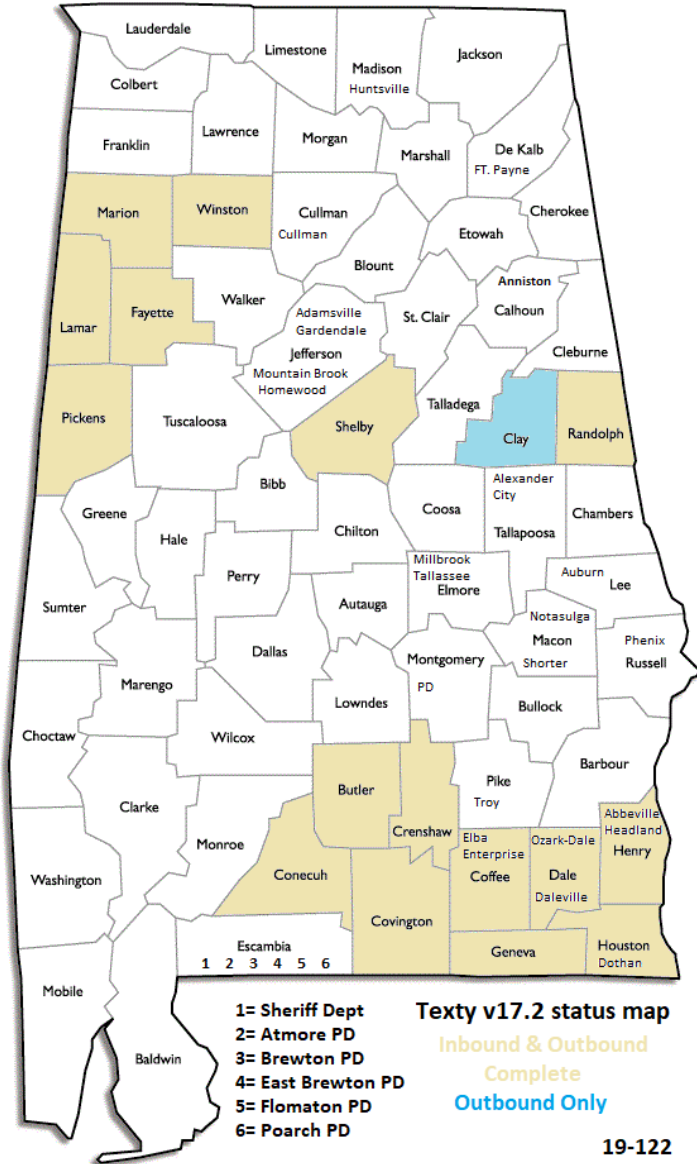 Lauderdale
Limestone
Madison
Huntsville
Jackson
Colbert
Franklin
Lawrence
Morgan
Marshall
De Kalb
FT. Payne
Marion
Winston
Cullman
Cullman
Cherokee
Etowah
Blount
Lamar
Fayette
Walker
Adamsville
Gardendale
Jefferson
Mountain Brook
Homewood
St. Clair
Anniston
Calhoun
Cleburne
Pickens
Tuscaloosa
Shelby
Talladega
Clay
Randolph
Bibb
Greene
Hale
Chilton
Coosa
Alexander
City
Tallapoosa
Chambers
Sumter
Perry
Autauga
Millbrook
Tallassee
Elmore
Auburn
Lee
Notasulga
Macon
Shorter
Phenix
Russell
Marengo
Dallas
Lowndes
Montgomery
PD
Bullock
Choctaw
Wilcox
Clarke
Monroe
Butler
Crenshaw
Pike
Troy
Barbour
Washington
Conecuh
Covington
Elba
Enterprise
Coffee
Ozark-Dale
Dale
Daleville
Abbeville
Headland
Henry
Escambia
1 2 3 4 5 6
Geneva
Houston
Dothan
Mobile
Baldwin
1= Sheriff Dept
2= Atmore PD
3= Brewton PD
4= East Brewton PD
5= Flomaton PD
6= Poarch PD
Texty v17.2 status map
Inbound & Outbound
Complete
Outbound Only
19-122